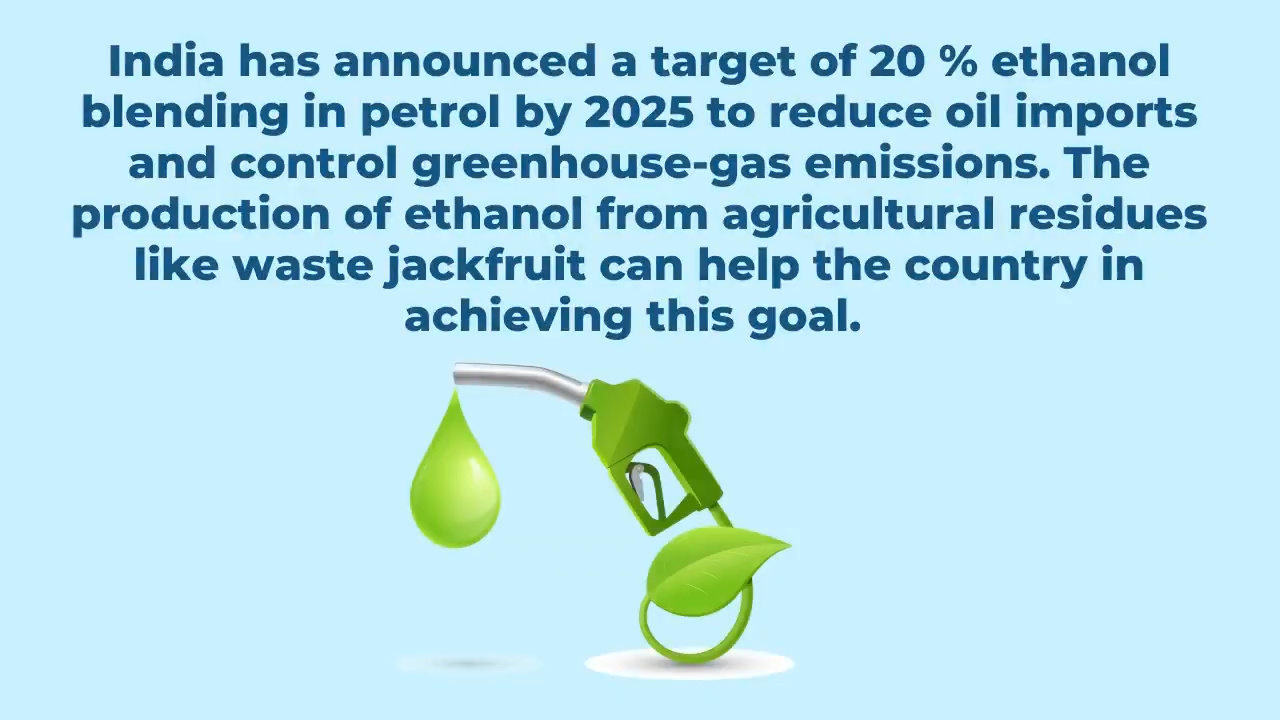 India has announced a target of 20 % ethanol
blending in petrol by 2025 to reduce oil imports
and control greenhouse-gas emissions. The
production of ethanol from agricultural residues
like waste jackfruit can help the country in
achieving this goal.